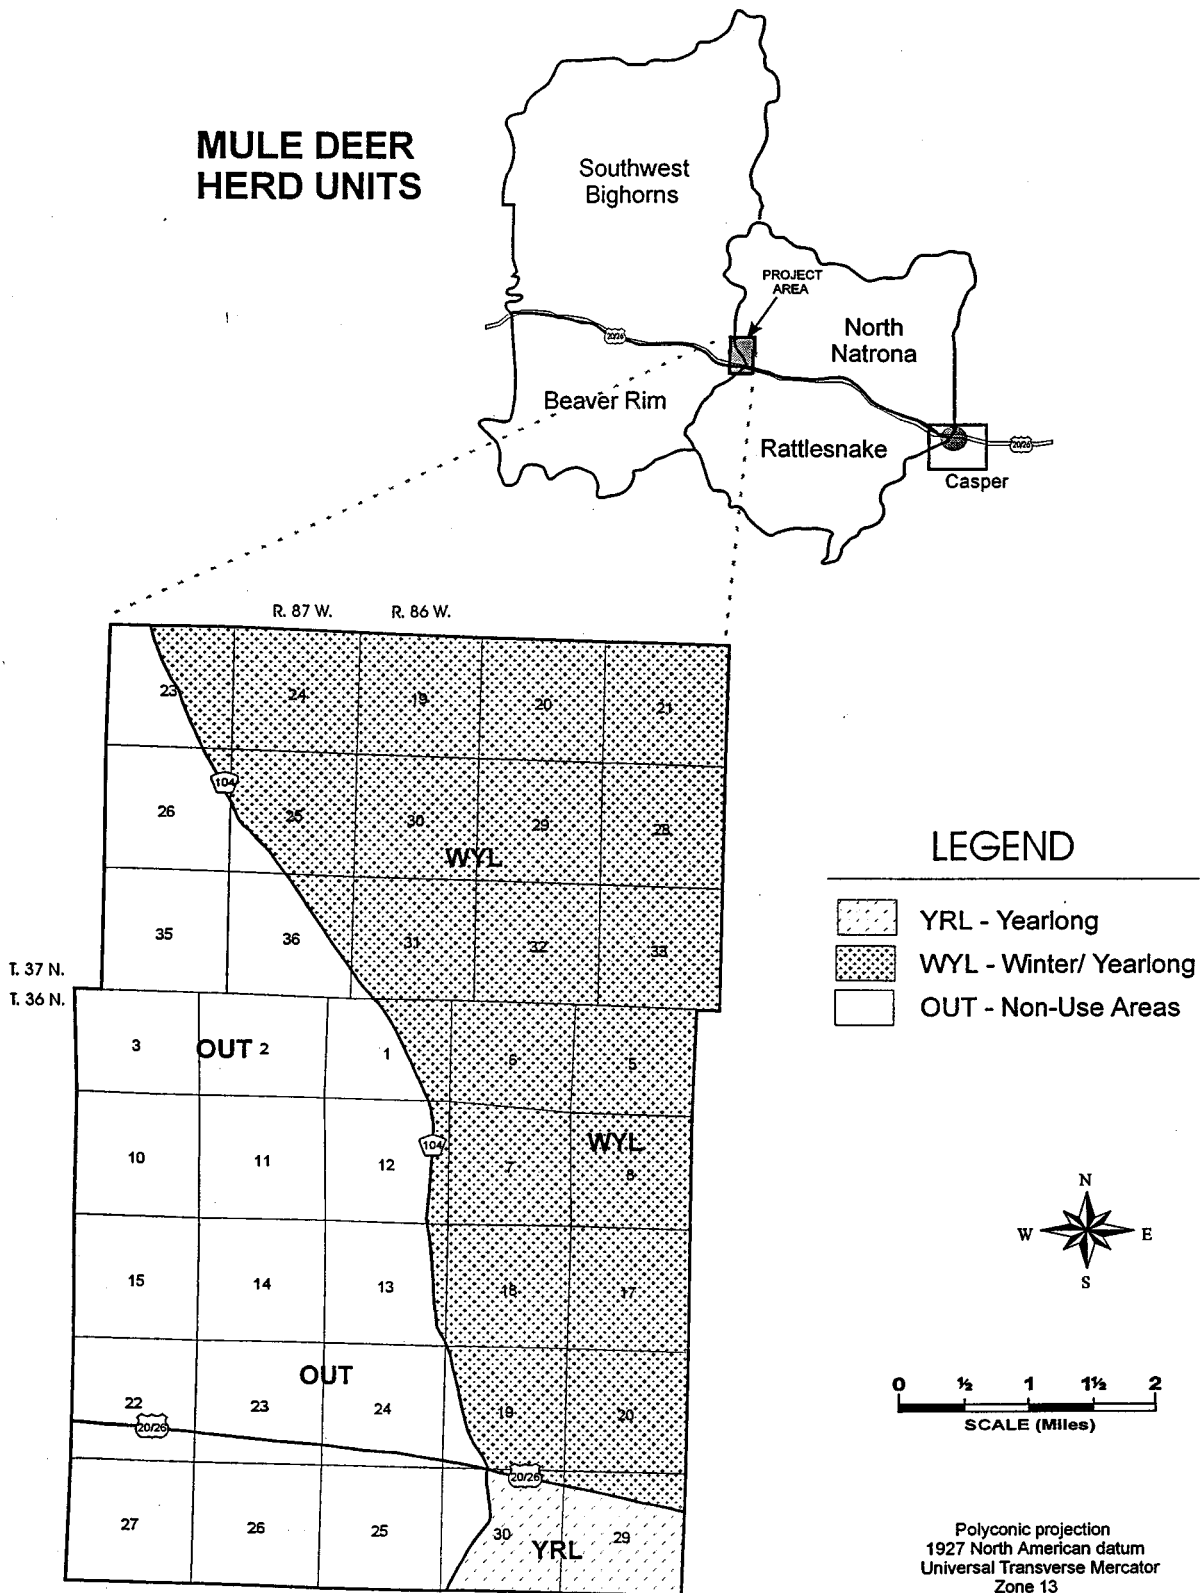 MULE DEER
HERD UNITS
Southwest
Bighorns
PROJECT
AREA
North
Natrona
20/26
Beaver Rim
Rattlesnake
20/26
Casper
R. 87 W.
R. 86 W.
23
24
19
20
21
104
26
25
30
29
28
WYL
35
36
31
32
33
T. 37 N.
T. 36 N.
3
OUT
2
1
6
5
104
WYL
10
11
12
7
8
15
14
13
18
17
OUT
22
23
24
19
20
20/26
20/26
27
26
25
30
29
YRL
LEGEND
YRL - Yearlong
WYL - Winter/ Yearlong
OUT - Non-Use Areas
N
W
E
S
0 ½ 1 1½ 2
SCALE (Miles)
Polyconic projection
1927 North American datum
Universal Transverse Mercator
Zone 13